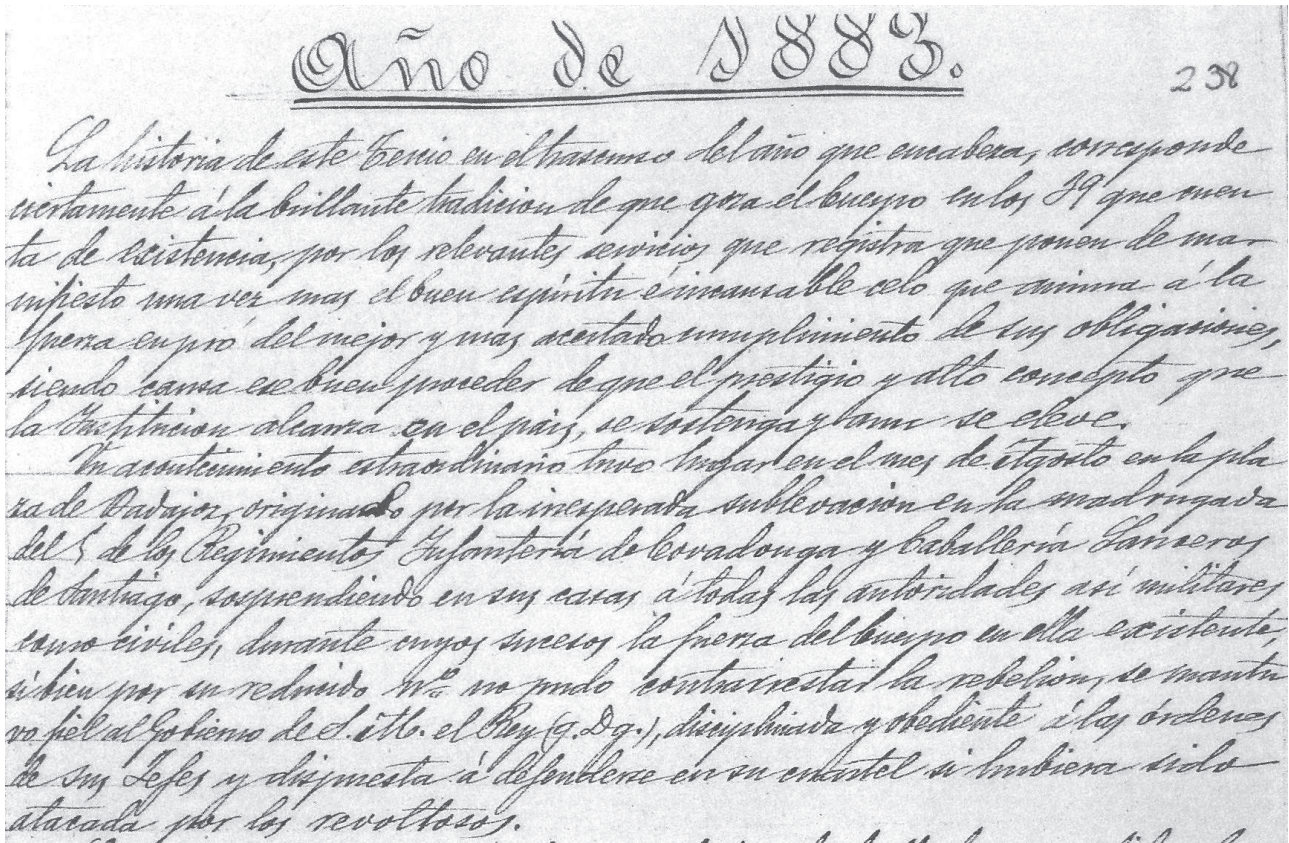 Año de 1883.
238
La historia de este Tercio en el trascurso del año que encabeza, corresponde
ciertamente á la brillante tradicion de que goza el Cuerpo en los 39 que cuen
ta de existencia, por los relevantes servicios que registra que ponen de ma-
nifiesto una vez mas el buen espíritu é incansable celo que anima á la
fuerza en pró del mejor y mas acertado cumplimiento de sus obligaciones,
siendo causa ese buen proceder de que el prestigio y alto concepto que
la Institucion alcanza en el pais, se sostenga y aun se eleve.
Un acontecimiento estraordinario tuvo lugar en el mes de Agosto en la pla
za de Badajoz, originado por la inesperada sublevacion en la madrugada
del 5 de los Regimientos Infantería de Covadonga y Caballería Lanceros
de Santiago, sosprendiendo en sus casas á todas las autoridades así militares
como civiles, durante cuyos sucesos la fuerza del Cuerpo en ella existente,
si bien por su reducido nº no pudo contrarrestar la rebelion, se mantu
vo fiel al Gobierno de S. M. el Rey (q. D g.), disciplinada y obediente á las órdenes
de sus Jefes y dispuesta á defenderse en su cuartel si hubiera sido
atacada por los revoltosos.